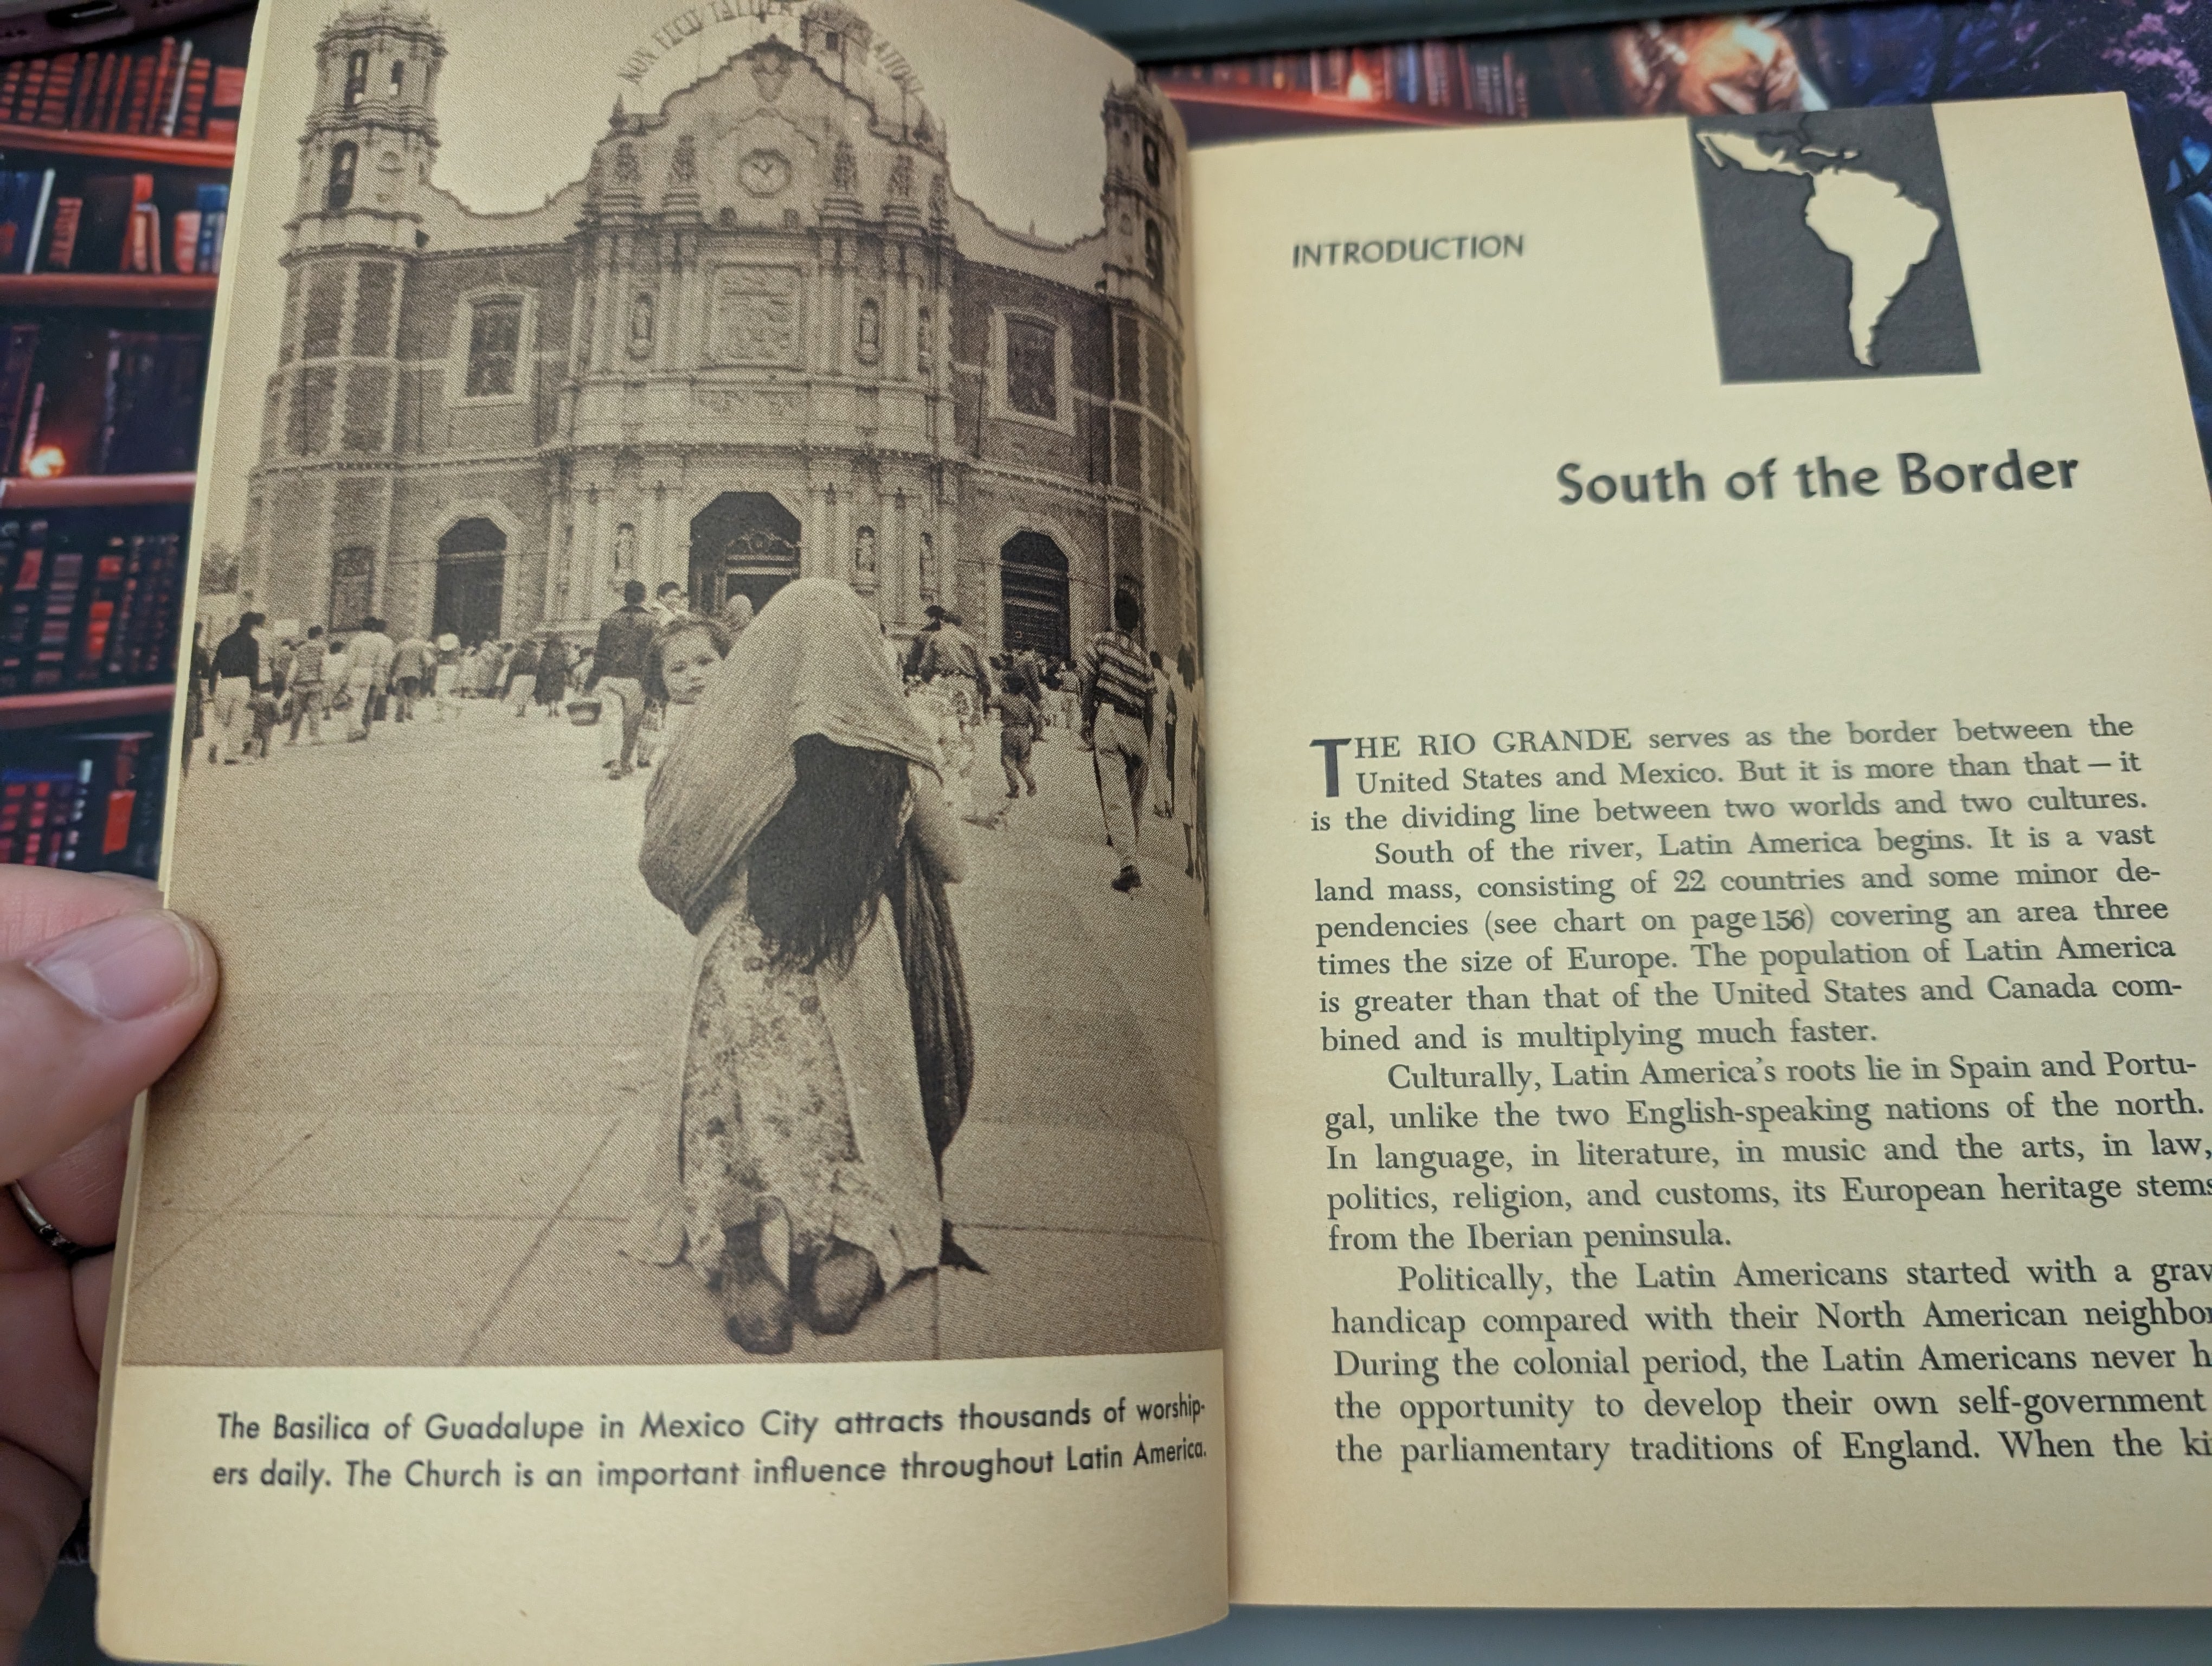 NON FECIT TALITER
NATIONI
The Basilica of Guadalupe in Mexico City attracts thousands of worship-
ers daily. The Church is an important influence throughout Latin America.
INTRODUCTION
South of the Border
THE RIO GRANDE serves as the border between the
United States and Mexico. But it is more than that — it
is the dividing line between two worlds and two cultures.
South of the river, Latin America begins. It is a vast
land mass, consisting of 22 countries and some minor de-
pendencies (see chart on page 156) covering an area three
times the size of Europe. The population of Latin America
is greater than that of the United States and Canada com-
bined and is multiplying much faster.
Culturally, Latin America's roots lie in Spain and Portu-
gal, unlike the two English-speaking nations of the north.
In language, in literature, in music and the arts, in law,
politics, religion, and customs, its European heritage stems
from the Iberian peninsula.
Politically, the Latin Americans started with a grav
handicap compared with their North American neighbor
During the colonial period, the Latin Americans never h
the opportunity to develop their own self-government
the parliamentary traditions of England. When the ki